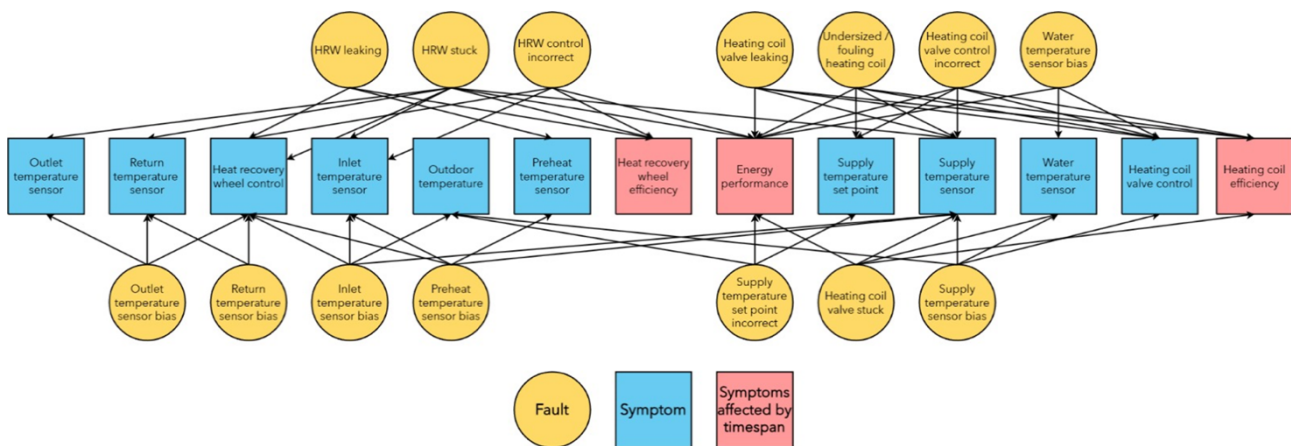 HRW leaking
HRW stuck
HRW control
incorrect
Heating coil
valve leaking
Undersized /
fouling
heating coil
Heating coil
valve control
incorrect
Water
temperature
sensor bias
Outlet
temperature
sensor
Return
temperature
sensor
Heat recovery
wheel control
Inlet
temperature
sensor
Outdoor
temperature
Preheat
temperature
sensor
Heat recovery
wheel
efficiency
Energy
performance
Supply
temperature
set point
Supply
temperature
sensor
Water
temperature
sensor
Heating coil
valve control
Heating coil
efficiency
Outlet
temperature
sensor bias
Return
temperature
sensor bias
Inlet
temperature
sensor bias
Preheat
temperature
sensor bias
Supply
temperature
set point
incorrect
Heating coil
valve stuck
Supply
temperature
sensor bias
Fault
Symptom
Symptoms
affected by
timespan